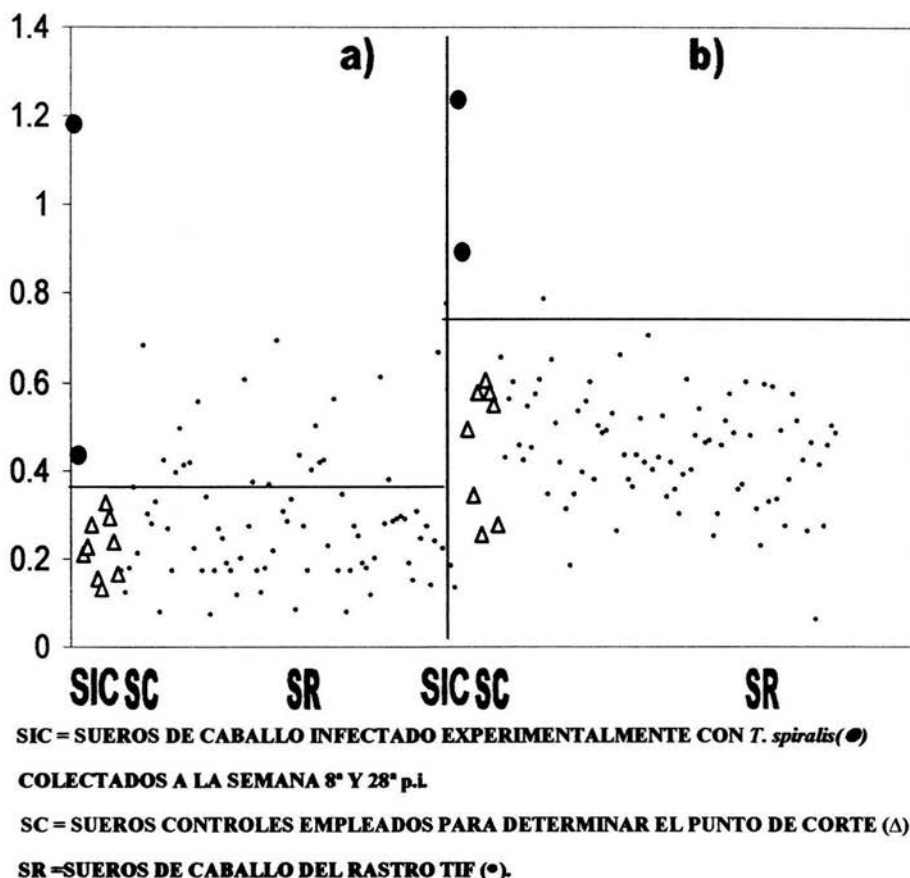 1.4
a)
b)
1.2
1
0.8
0.6
0.4
0.2
0
SIC SC SR SIC SC SR
SIC = SUEROS DE CABALLO INFECTADO EXPERIMENTALMENTE CON T. spiralis(●)
COLECTADOS A LA SEMANA 8ª Y 28ª p.i.
SC = SUEROS CONTROLES EMPLEADOS PARA DETERMINAR EL PUNTO DE CORTE (Δ)
SR =SUEROS DE CABALLO DEL RASTRO TIF (•).